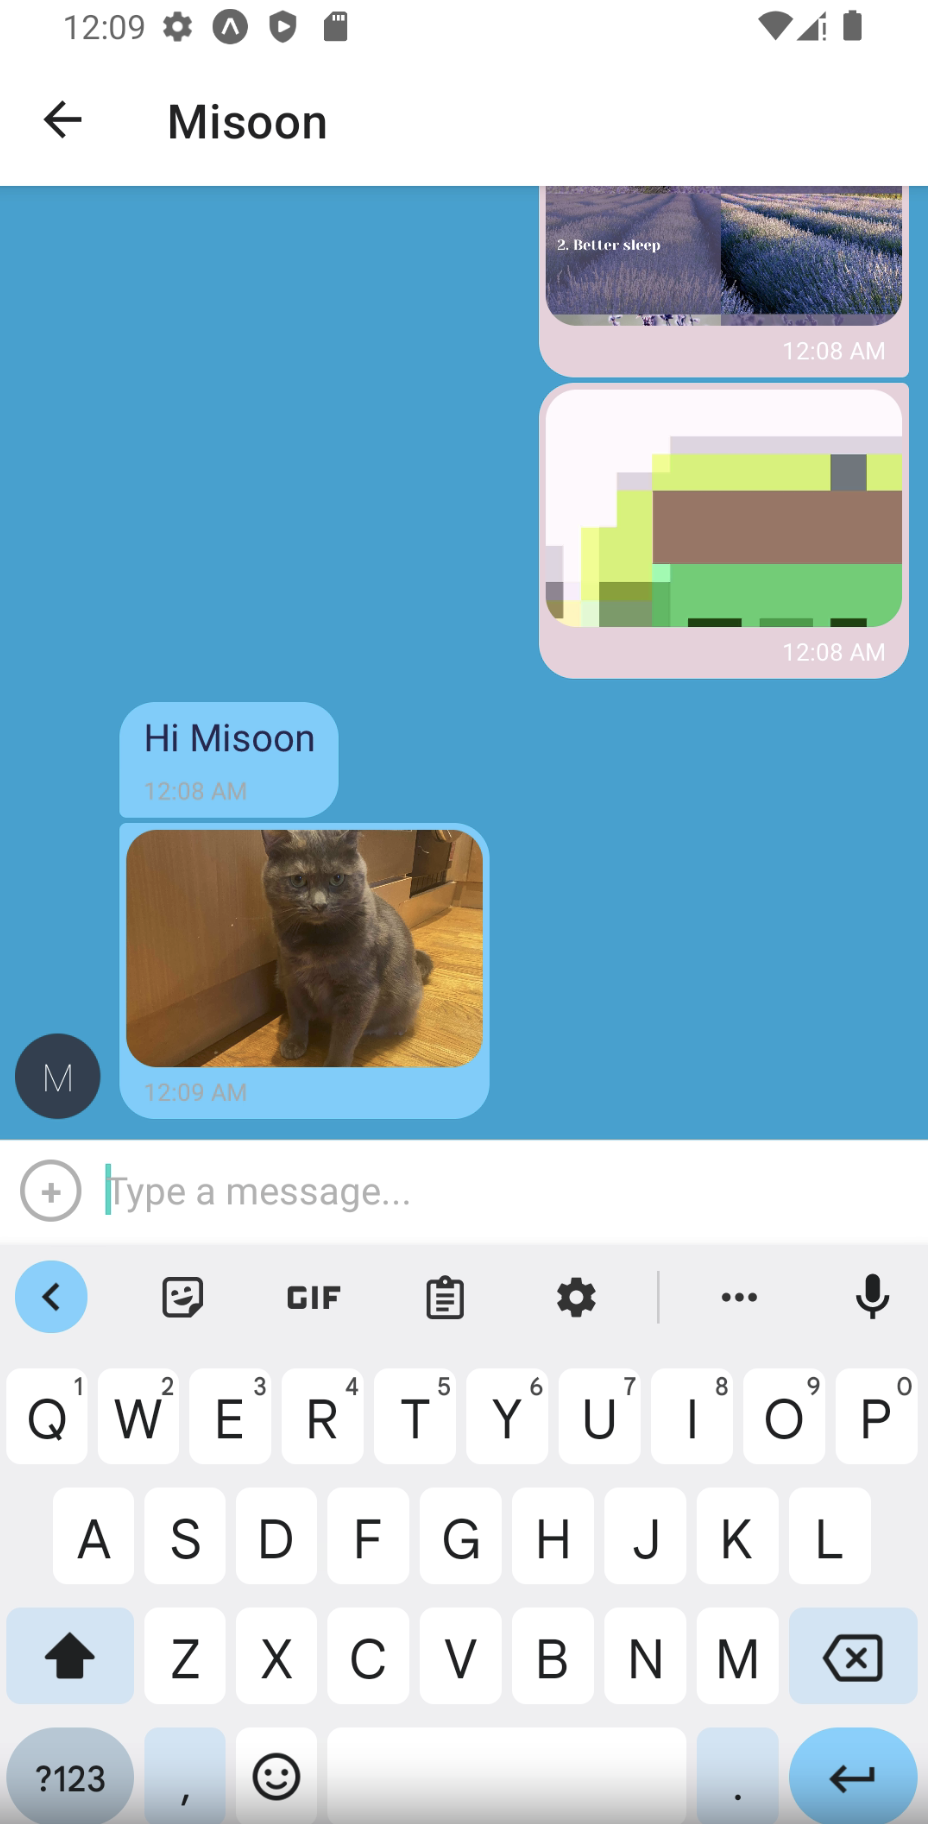 12:09
Misoon
2. Better sleep
12:08 AM
12:08 AM
Hi Misoon
12:08 AM
12:09 AM
M
Type a message...
GIF
1 2 3 4 5 6 7 8 9 0
Q W E R T Y U I O P
A S D F G H J K L
Z X C V B N M
?123 , .